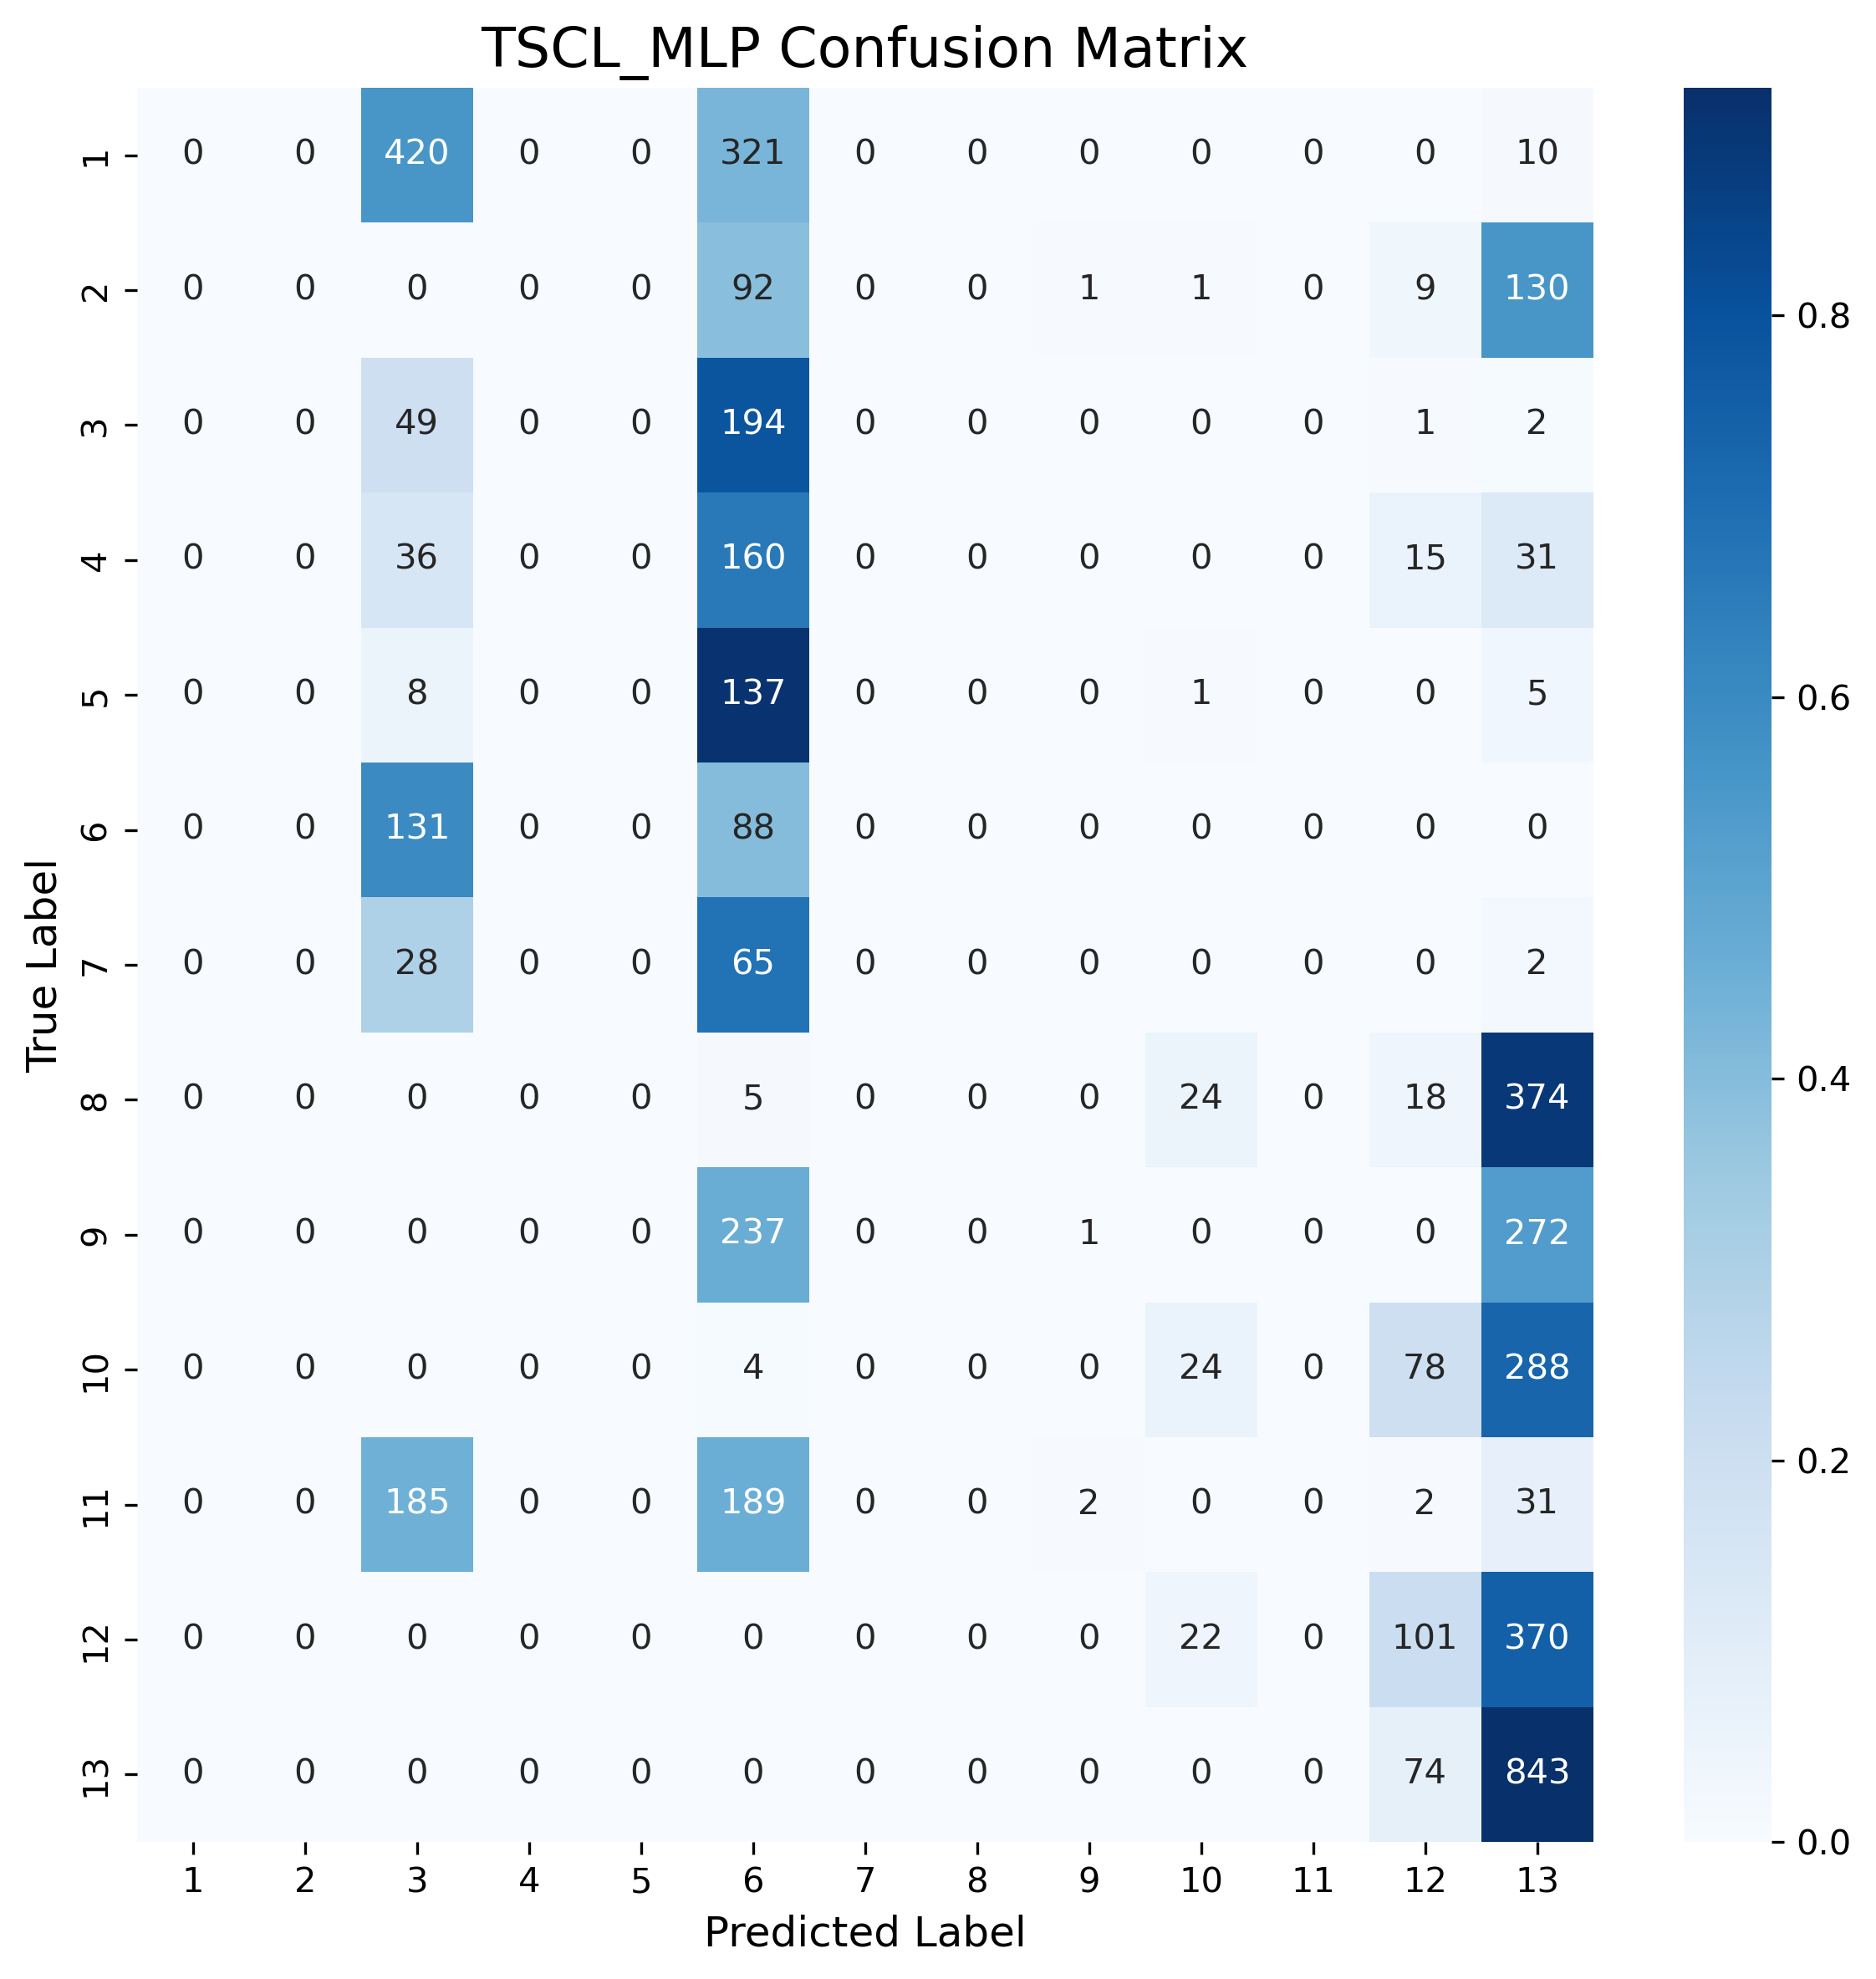 TSCL_MLP Confusion Matrix
1 0 0 420 0 0 321 0 0 0 0 0 0 10
2 0 0 0 0 0 92 0 0 1 1 0 9 130
0.8
3 0 0 49 0 0 194 0 0 0 0 0 1 2
4 0 0 36 0 0 160 0 0 0 0 0 15 31
5 0 0 8 0 0 137 0 0 0 1 0 0 5
0.6
6 0 0 131 0 0 88 0 0 0 0 0 0 0
True Label
7 0 0 28 0 0 65 0 0 0 0 0 0 2
8 0 0 0 0 0 5 0 0 0 24 0 18 374
0.4
9 0 0 0 0 0 237 0 0 1 0 0 0 272
10 0 0 0 0 0 4 0 0 0 24 0 78 288
0.2
11 0 0 185 0 0 189 0 0 2 0 0 2 31
12 0 0 0 0 0 0 0 0 0 22 0 101 370
13 0 0 0 0 0 0 0 0 0 0 0 74 843
0.0
1 2 3 4 5 6 7 8 9 10 11 12 13
Predicted Label